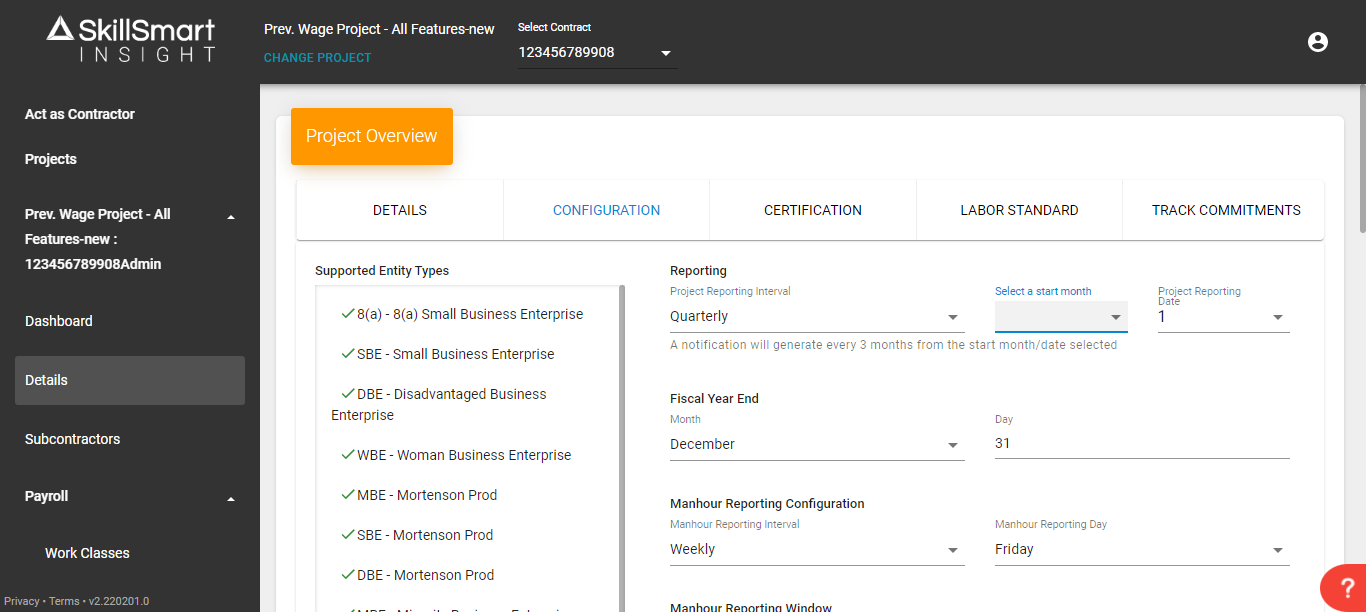 SkillSmart
INSIGHT
Prev. Wage Project - All Features-new
CHANGE PROJECT
Select Contract
123456789908
Act as Contractor
Projects
Prev. Wage Project - All
Features-new :
123456789908Admin
Dashboard
Details
Subcontractors
Payroll
Work Classes
Privacy • Terms • v2.220201.0
Project Overview
DETAILS
CONFIGURATION
CERTIFICATION
LABOR STANDARD
TRACK COMMITMENTS
Supported Entity Types
8(a) - 8(a) Small Business Enterprise
SBE - Small Business Enterprise
DBE - Disadvantaged Business
Enterprise
WBE - Woman Business Enterprise
MBE - Mortenson Prod
SBE - Mortenson Prod
DBE - Mortenson Prod
MBE - Minority Business Enterprise
Reporting
Project Reporting Interval
Quarterly
Select a start month
Project Reporting
Date
1
A notification will generate every 3 months from the start month/date selected
Fiscal Year End
Month
December
Day
31
Manhour Reporting Configuration
Manhour Reporting Interval
Weekly
Manhour Reporting Day
Friday
Manhour Reporting Window
?